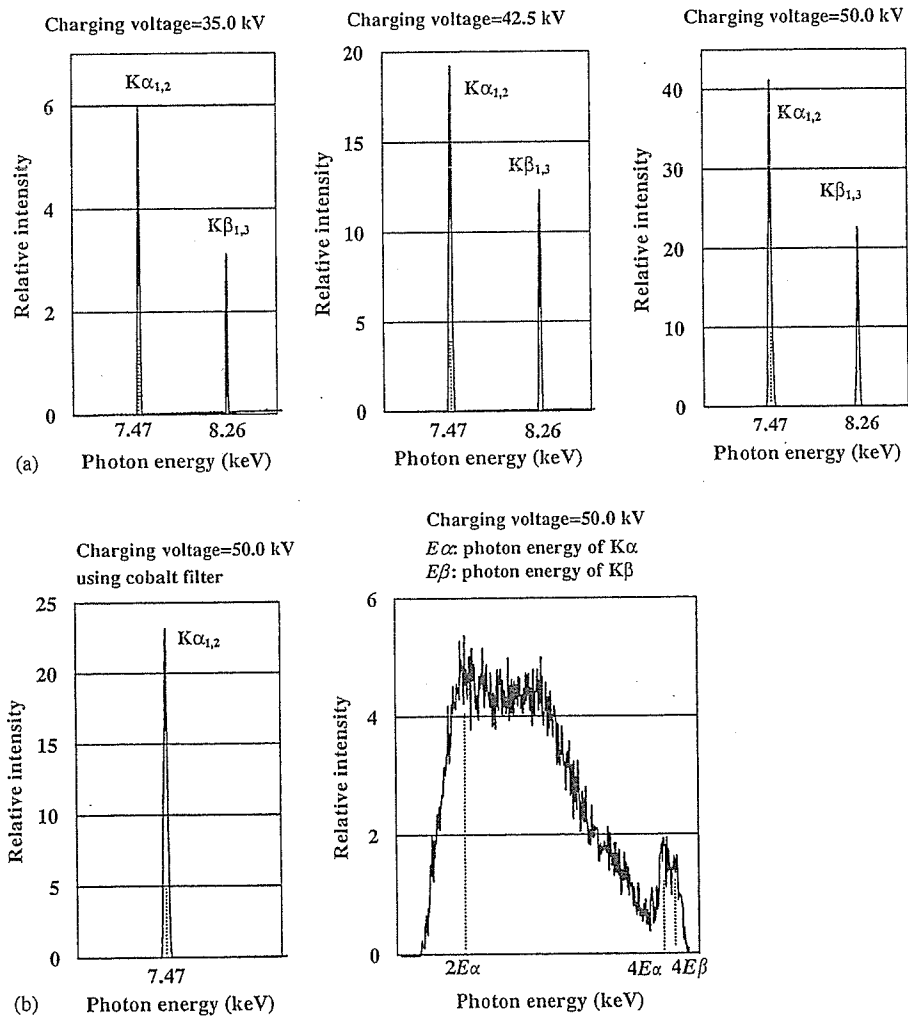 Charging voltage=35.0 kV
Relative intensity
6
4
2
0
Kα1,2
Kβ1,3
7.47
8.26
Photon energy (keV)
Charging voltage=42.5 kV
Relative intensity
20
15
10
5
0
Kα1,2
Kβ1,3
7.47
8.26
Photon energy (keV)
Charging voltage=50.0 kV
Relative intensity
40
30
20
10
0
Kα1,2
Kβ1,3
7.47
8.26
Photon energy (keV)
(a)
Charging voltage=50.0 kV
using cobalt filter
Relative intensity
25
20
15
10
5
0
Kα1,2
7.47
Photon energy (keV)
Charging voltage=50.0 kV
Eα: photon energy of Kα
Eβ: photon energy of Kβ
Relative intensity
6
4
2
0
2Eα
4Eα
4Eβ
Photon energy (keV)
(b)